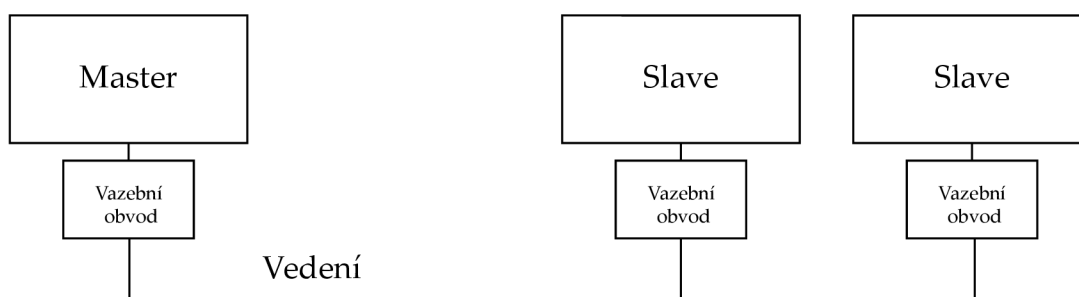 Master
Slave
Slave
Vazební
obvod
Vazební
obvod
Vazební
obvod
Vedení